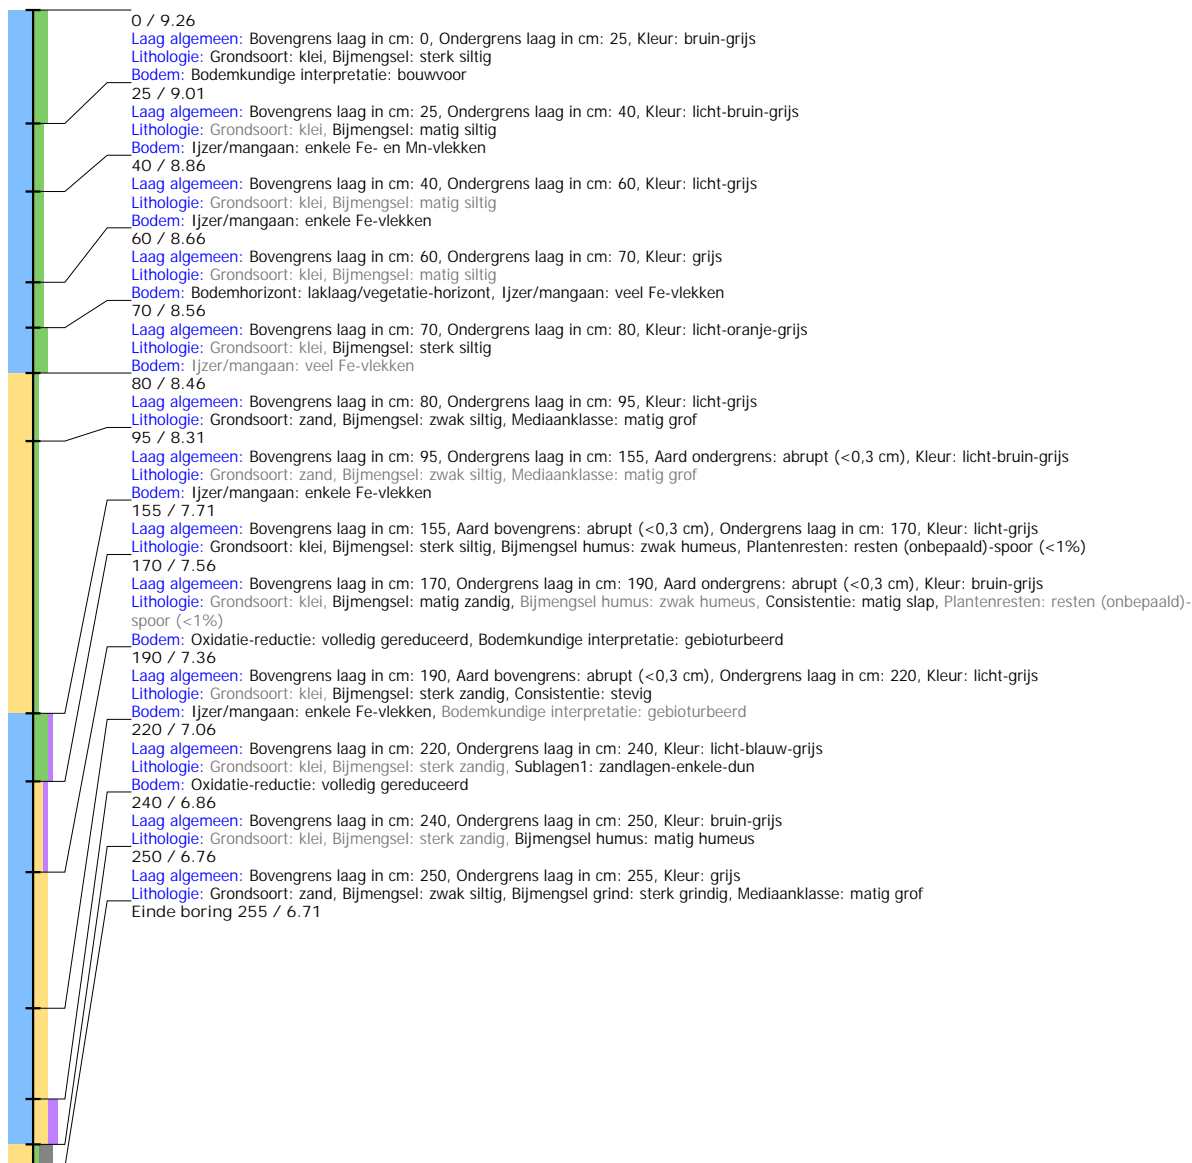 0 / 9.26
Laag algemeen: Bovengrens laag in cm: 0, Ondergrens laag in cm: 25, Kleur: bruin-grijs
Lithologie: Grondsoort: klei, Bijmengsel: sterk siltig
Bodem: Bodemkundige interpretatie: bouwvoor
25 / 9.01
Laag algemeen: Bovengrens laag in cm: 25, Ondergrens laag in cm: 40, Kleur: licht-bruin-grijs
Lithologie: Grondsoort: klei, Bijmengsel: matig siltig
Bodem: Ijzer/mangaan: enkele Fe- en Mn-vlekken
40 / 8.86
Laag algemeen: Bovengrens laag in cm: 40, Ondergrens laag in cm: 60, Kleur: licht-grijs
Lithologie: Grondsoort: klei, Bijmengsel: matig siltig
Bodem: Ijzer/mangaan: enkele Fe-vlekken
60 / 8.66
Laag algemeen: Bovengrens laag in cm: 60, Ondergrens laag in cm: 70, Kleur: grijs
Lithologie: Grondsoort: klei, Bijmengsel: matig siltig
Bodem: Bodemhorizont: laklaag/vegetatie-horizont, Ijzer/mangaan: veel Fe-vlekken
70 / 8.56
Laag algemeen: Bovengrens laag in cm: 70, Ondergrens laag in cm: 80, Kleur: licht-oranje-grijs
Lithologie: Grondsoort: klei, Bijmengsel: sterk siltig
Bodem: Ijzer/mangaan: veel Fe-vlekken
80 / 8.46
Laag algemeen: Bovengrens laag in cm: 80, Ondergrens laag in cm: 95, Kleur: licht-grijs
Lithologie: Grondsoort: zand, Bijmengsel: zwak siltig, Mediaanklasse: matig grof
95 / 8.31
Laag algemeen: Bovengrens laag in cm: 95, Ondergrens laag in cm: 155, Aard ondergrens: abrupt (<0,3 cm), Kleur: licht-bruin-grijs
Lithologie: Grondsoort: zand, Bijmengsel: zwak siltig, Mediaanklasse: matig grof
Bodem: Ijzer/mangaan: enkele Fe-vlekken
155 / 7.71
Laag algemeen: Bovengrens laag in cm: 155, Aard bovengrens: abrupt (<0,3 cm), Ondergrens laag in cm: 170, Kleur: licht-grijs
Lithologie: Grondsoort: klei, Bijmengsel: sterk siltig, Bijmengsel humus: zwak humeus, Plantenresten: resten (onbepaald)-spoor (<1%)
170 / 7.56
Laag algemeen: Bovengrens laag in cm: 170, Ondergrens laag in cm: 190, Aard ondergrens: abrupt (<0,3 cm), Kleur: bruin-grijs
Lithologie: Grondsoort: klei, Bijmengsel: matig zandig, Bijmengsel humus: zwak humeus, Consistentie: matig slap, Plantenresten: resten (onbepaald)-
spoor (<1%)
Bodem: Oxidatie-reductie: volledig gereduceerd, Bodemkundige interpretatie: gebioturbeerd
190 / 7.36
Laag algemeen: Bovengrens laag in cm: 190, Aard bovengrens: abrupt (<0,3 cm), Ondergrens laag in cm: 220, Kleur: licht-grijs
Lithologie: Grondsoort: klei, Bijmengsel: sterk zandig, Consistentie: stevig
Bodem: Ijzer/mangaan: enkele Fe-vlekken, Bodemkundige interpretatie: gebioturbeerd
220 / 7.06
Laag algemeen: Bovengrens laag in cm: 220, Ondergrens laag in cm: 240, Kleur: licht-blauw-grijs
Lithologie: Grondsoort: klei, Bijmengsel: sterk zandig, Sublagen1: zandlagen-enkele-dun
Bodem: Oxidatie-reductie: volledig gereduceerd
240 / 6.86
Laag algemeen: Bovengrens laag in cm: 240, Ondergrens laag in cm: 250, Kleur: bruin-grijs
Lithologie: Grondsoort: klei, Bijmengsel: sterk zandig, Bijmengsel humus: matig humeus
250 / 6.76
Laag algemeen: Bovengrens laag in cm: 250, Ondergrens laag in cm: 255, Kleur: grijs
Lithologie: Grondsoort: zand, Bijmengsel: zwak siltig, Bijmengsel grind: sterk grindig, Mediaanklasse: matig grof
Einde boring 255 / 6.71